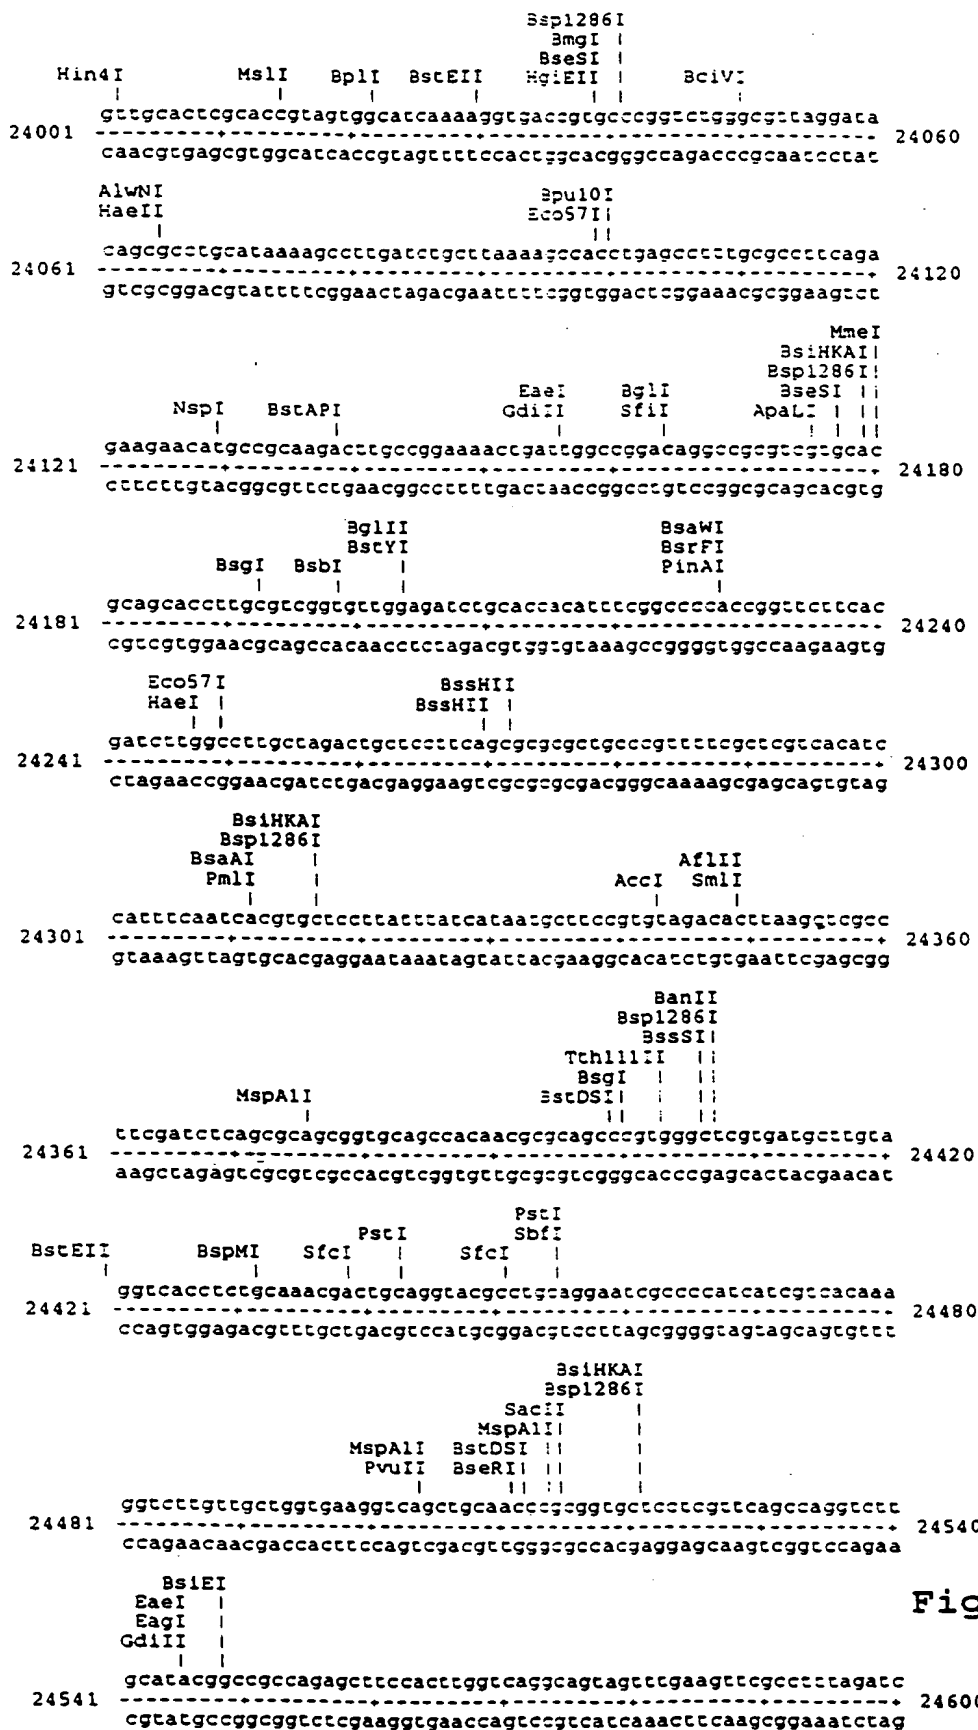 Bsp1286I
BmgI
BseSI
Hin4I MslI BplI BstEII HgiEII BciVI
gttgcactcgcaccgtagtggcatcaaaaggtgaccgtgcccggtctgggcgttaggata
24001 ---------+---------+---------+---------+---------+---------+ 24060
caacgtgagcgtggcatcaccgtagttttccactggcacgggccagacccgcaatcctat
AlwNI Bpu10I
HaeII Eco57I
cagcgcctgcataaaagccttgatctgcttaaaagccacctgagcctttgcgccttcaga
24061 ---------+---------+---------+---------+---------+---------+ 24120
gtcgcggacgtattttcggaactagacgaattttcggtggactcggaaacgcggaagtct
MmeI
BsiHKAI
Bsp1286I
EaeI BglI BseSI
NspI BstAPI GdiII SfiI ApaLI
gaagaacatgccgcaagacttgccggaaaactgattggccggacaggccgcgtcgtgcac
24121 ---------+---------+---------+---------+---------+---------+ 24180
cttcttgtacggcgttctgaacggccttttgactaaccggcctgtccggcgcagcacgtg
BglII BsaWI
BstYI BsrFI
BsgI BsbI PinAI
gcagcaccttgcgtcggtgttggagatctgcaccacatttcggccccaccggttcttcac
24181 ---------+---------+---------+---------+---------+---------+ 24240
cgtcgtggaacgcagccacaacctctagacgtggtgtaaagccggggtggccaagaagtg
Eco57I BssHII
HaeI BssHII
gatcttggccttgctagactgctccttcagcgcgcgctgcccgttttcgctcgtcacatc
24241 ---------+---------+---------+---------+---------+---------+ 24300
ctagaaccggaacgatctgacgaggaagtcgcgcgcgacgggcaaaagcgagcagtgtag
BsiHKAI
Bsp1286I
BsaAI AflII
PmlI AccI SmlI
catttcaatcacgtgctccttatttatcataatgcttccgtgtagacacttaagctcgcc
24301 ---------+---------+---------+---------+---------+---------+ 24360
gtaaagttagtgcacgaggaataaatagtattacgaaggcacatctgtgaattcgagcgg
BanII
Bsp1286I
BssSI
Tth111II
BsgI
MspA1I BstDSI
ttcgatctcagcgcagcggtgcagccacaacgcgcagcccgtgggctcgtgatgcttgta
24361 ---------+---------+---------+---------+---------+---------+ 24420
aagctagagtcgcgtcgccacgtcggtgttgcgcgtcgggcacccgagcactacgaacat
PstI
PstI SbfI
BstEII BspMI SfcI SfcI
ggtcacctctgcaaacgactgcaggtacgcctgcaggaatcgccccatcatcgtcacaaa
24421 ---------+---------+---------+---------+---------+---------+ 24480
ccagtggagacgtttgctgacgtccatgcggacgtccttagcggggtagtagcagtgttt
BsiHKAI
Bsp1286I
SacII
MspA1I
MspA1I BstDSI
PvuII BseRI
ggtcttgttgctggtgaaggtcagctgcaacccgcggtgctcctcgttcagccaggtctt
24481 ---------+---------+---------+---------+---------+---------+ 24540
ccagaacaacgaccacttccagtcgacgttgggcgccacgaggagcaagtcggtccagaa
BsiEI
EaeI
EagI
GdiII
Fig
gcatacggccgccagagcttccacttggtcaggcagtagtttgaagttcgcctttagatc
24541 ---------+---------+---------+---------+---------+---------+ 24600
cgtatgccggcggtctcgaaggtgaaccagtccgtcatcaaacttcaagcggaaatctag